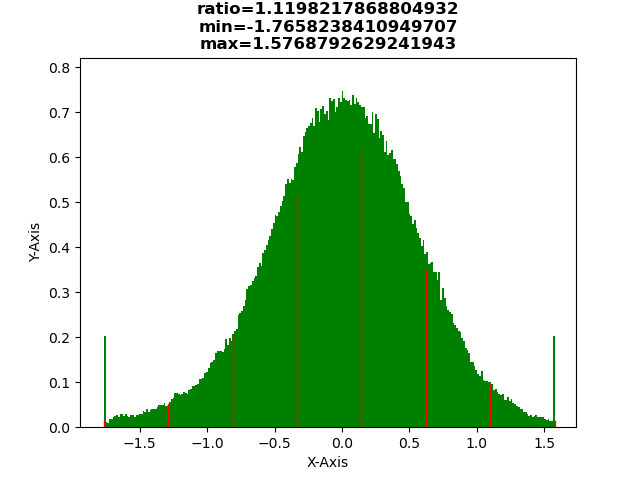 ratio=1.1198217868804932
min=-1.7658238410949707
max=1.5768792629241943
Y-Axis
0.8
0.7
0.6
0.5
0.4
0.3
0.2
0.1
0.0
−1.5 −1.0 −0.5 0.0 0.5 1.0 1.5
X-Axis